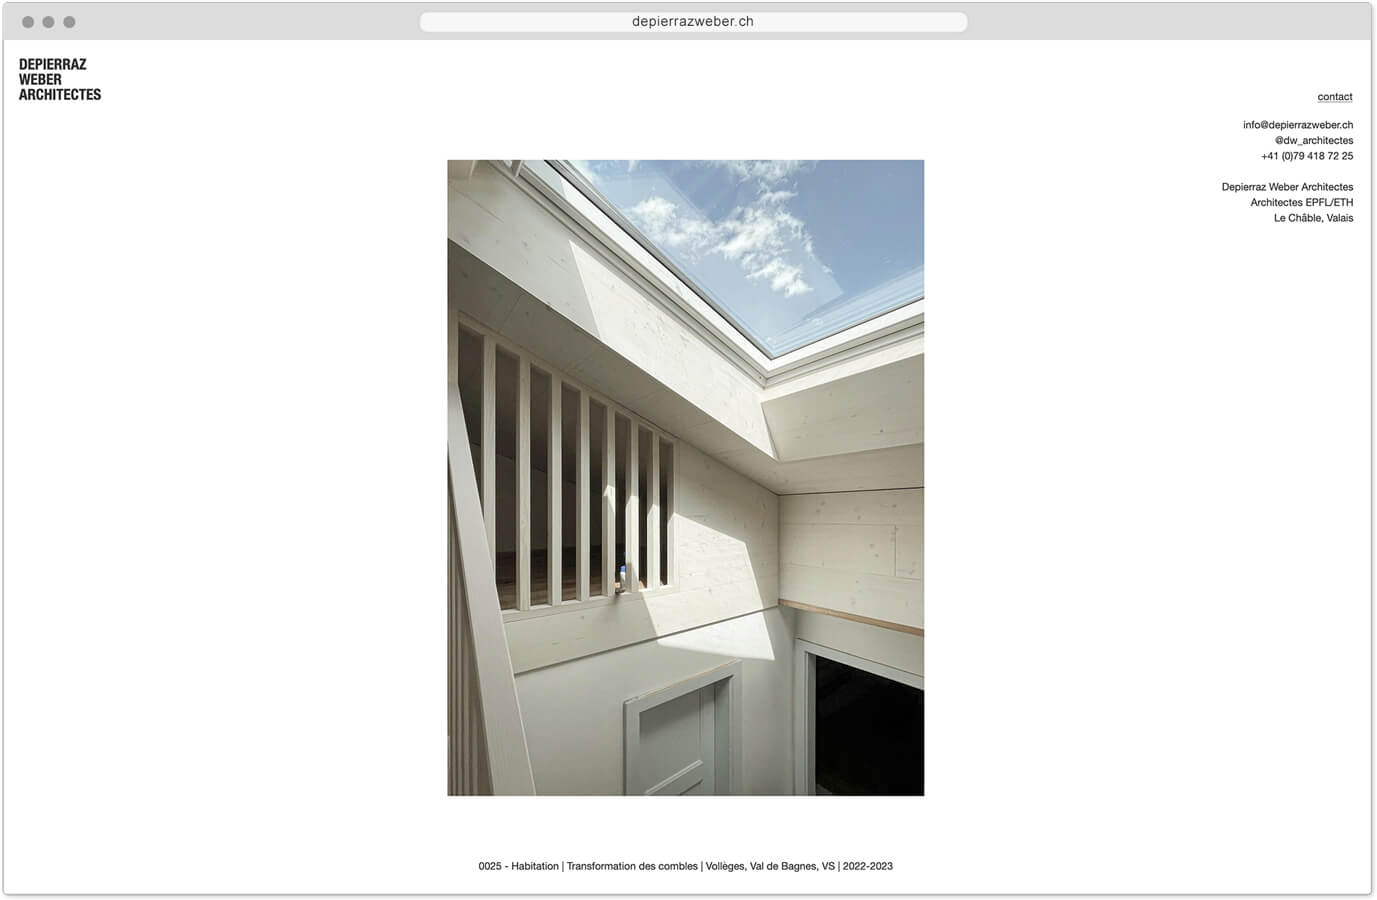 depierrazweber.ch
DEPIERRAZ
WEBER
ARCHITECTES
contact
info@depierrazweber.ch
@dw_architectes
+41 (0)79 418 72 25
Depierraz Weber Architectes
Architectes EPFL/ETH
Le Châble, Valais
0025 - Habitation | Transformation des combles | Vollèges, Val de Bagnes, VS | 2022-2023